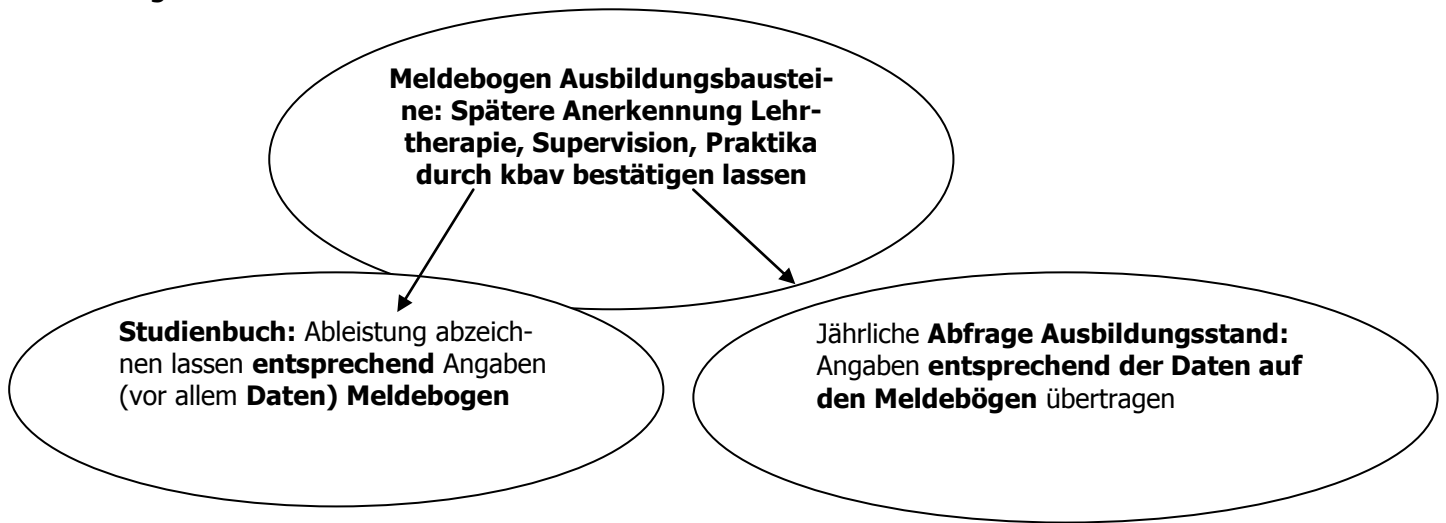 Meldebogen Ausbildungsbaustei-
ne: Spätere Anerkennung Lehr-
therapie, Supervision, Praktika
durch kbav bestätigen lassen
Studienbuch: Ableistung abzeich-
nen lassen entsprechend Angaben
(vor allem Daten) Meldebogen
Jährliche Abfrage Ausbildungsstand:
Angaben entsprechend der Daten auf
den Meldebögen übertragen